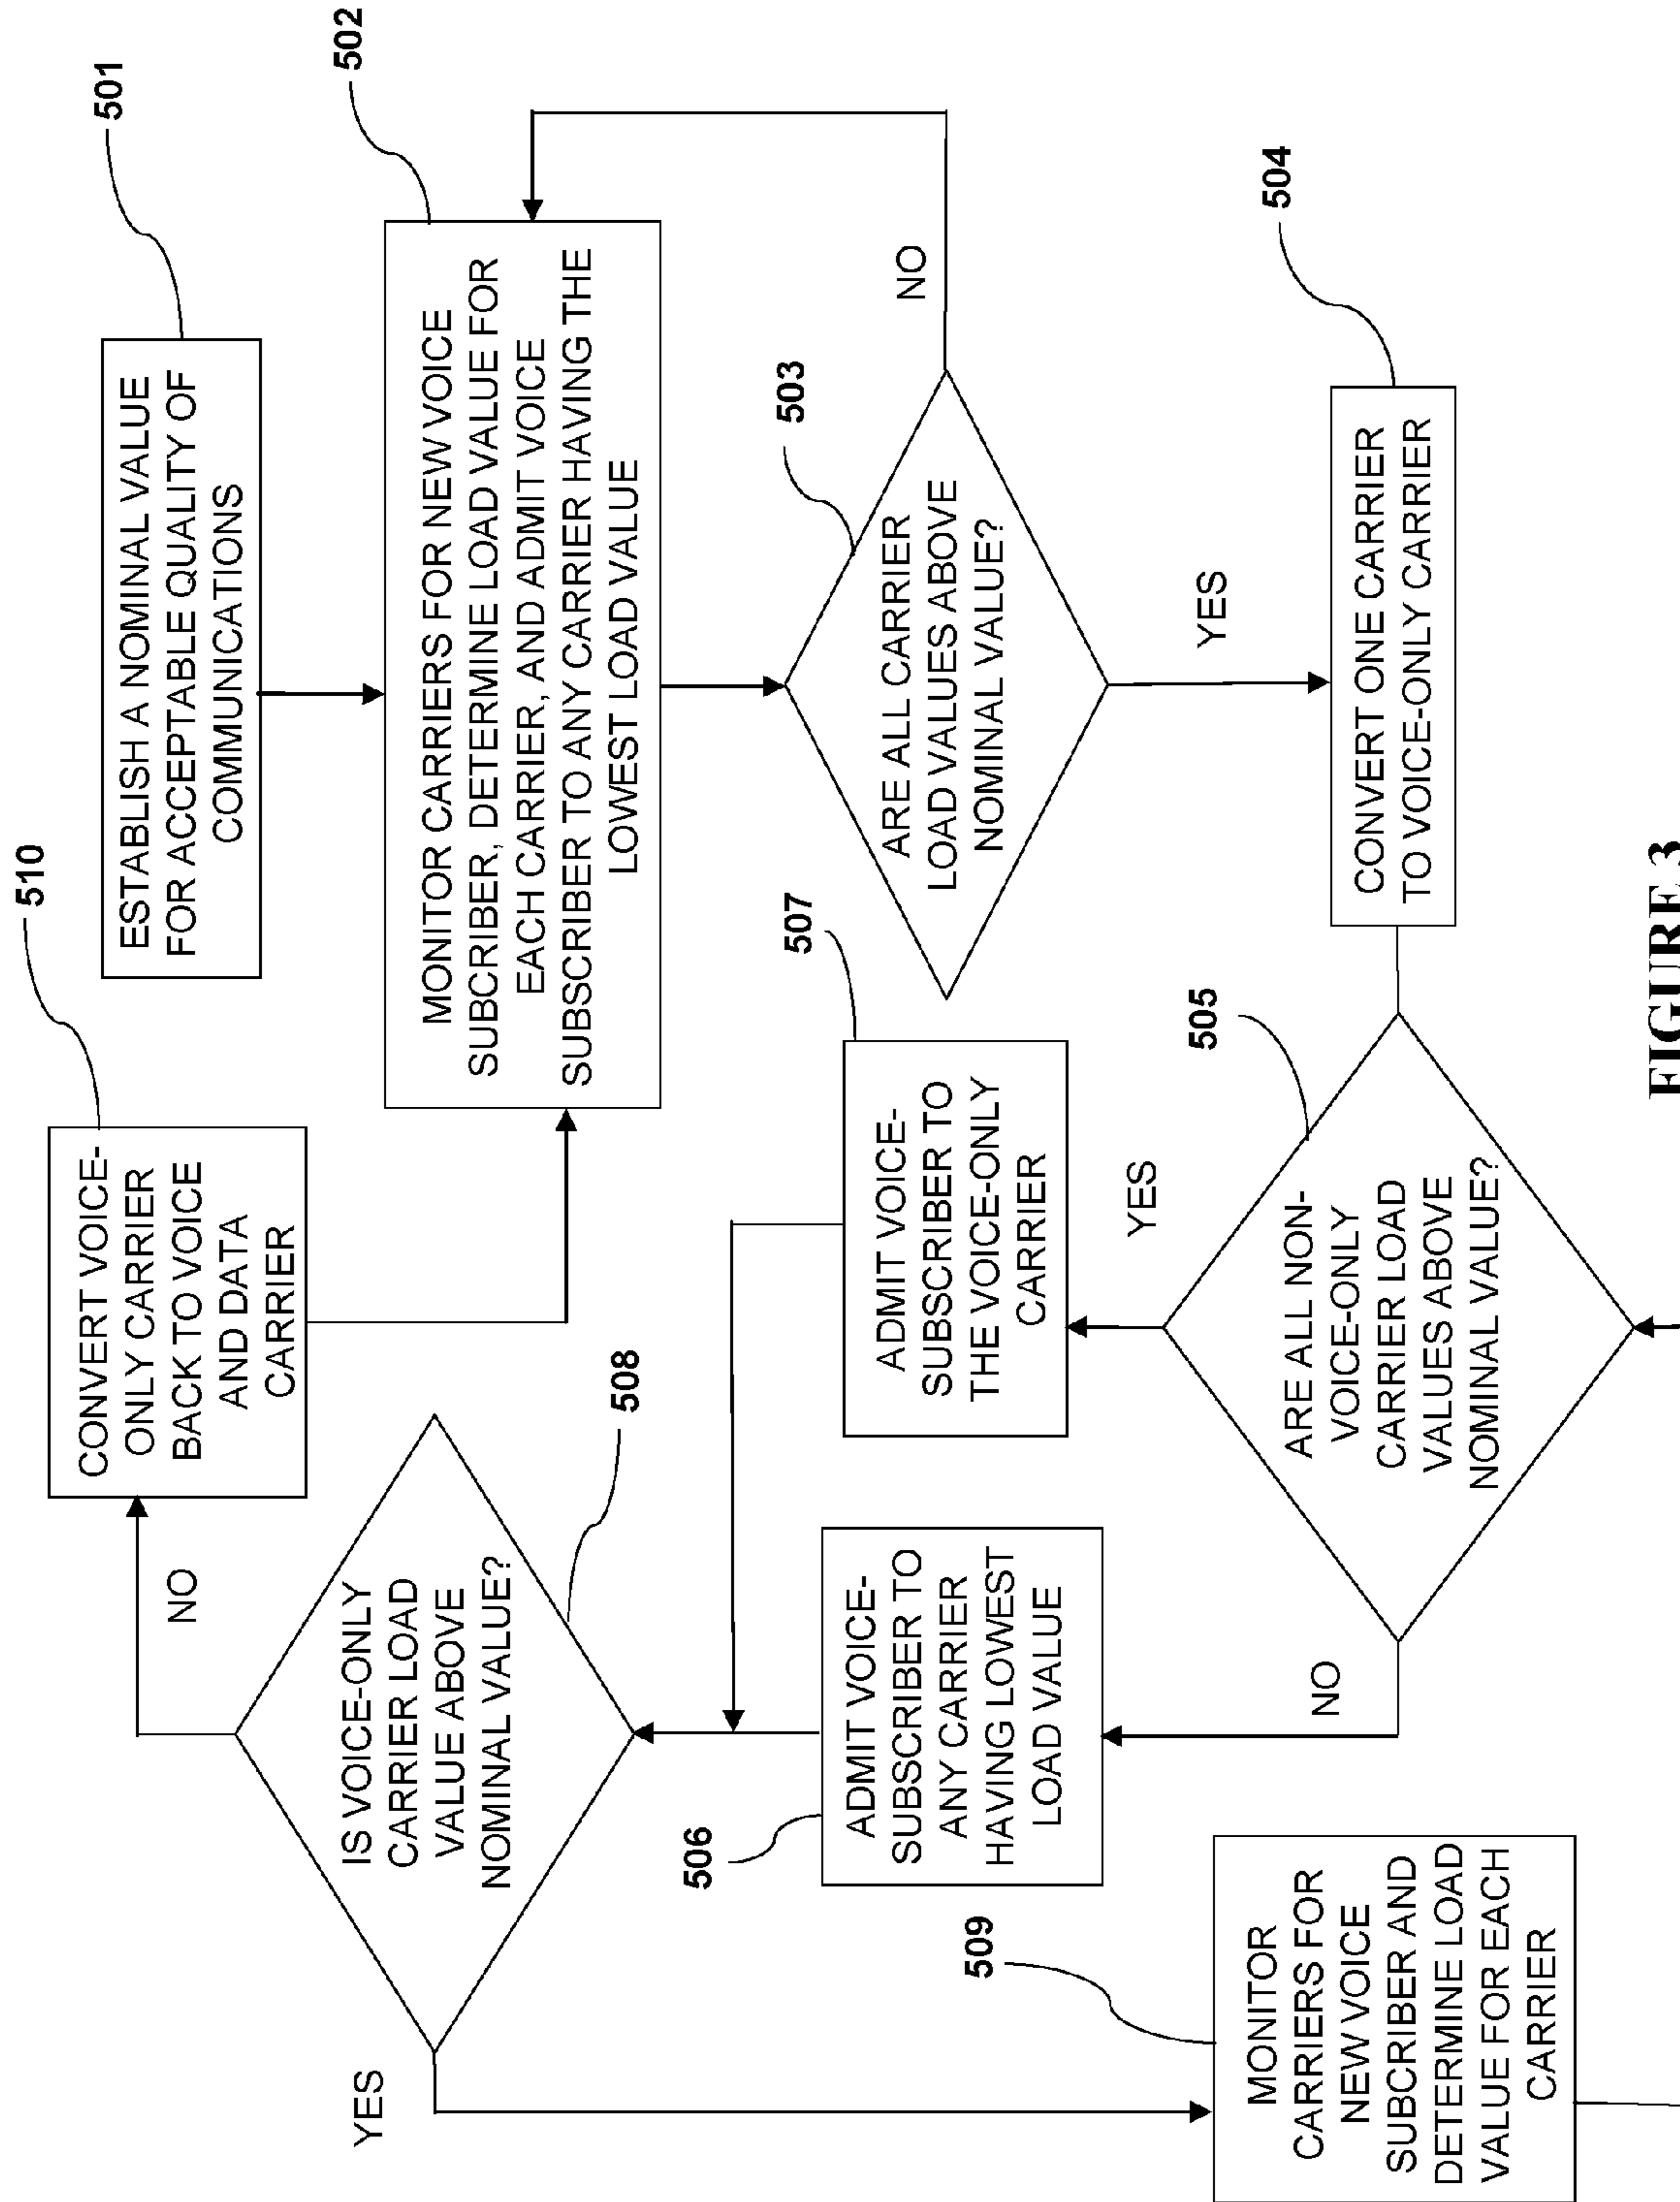 501
ESTABLISH A NOMINAL VALUE
FOR ACCEPTABLE QUALITY OF
COMMUNICATIONS
502
MONITOR CARRIERS FOR NEW VOICE
SUBCRIBER, DETERMINE LOAD VALUE FOR
EACH CARRIER, AND ADMIT VOICE
SUBSCRIBER TO ANY CARRIER HAVING THE
LOWEST LOAD VALUE
503
ARE ALL CARRIER
LOAD VALUES ABOVE
NOMINAL VALUE?
NO
YES
504
CONVERT ONE CARRIER
TO VOICE-ONLY CARRIER
505
ARE ALL NON-
VOICE-ONLY
CARRIER LOAD
VALUES ABOVE
NOMINAL VALUE?
YES
NO
507
ADMIT VOICE-
SUBSCRIBER TO
THE VOICE-ONLY
CARRIER
506
ADMIT VOICE-
SUBSCRIBER TO
ANY CARRIER
HAVING LOWEST
LOAD VALUE
508
IS VOICE-ONLY
CARRIER LOAD
VALUE ABOVE
NOMINAL VALUE?
NO
YES
510
CONVERT VOICE-
ONLY CARRIER
BACK TO VOICE
AND DATA
CARRIER
509
MONITOR
CARRIERS FOR
NEW VOICE
SUBCRIBER AND
DETERMINE LOAD
VALUE FOR EACH
CARRIER
FIGURE 3